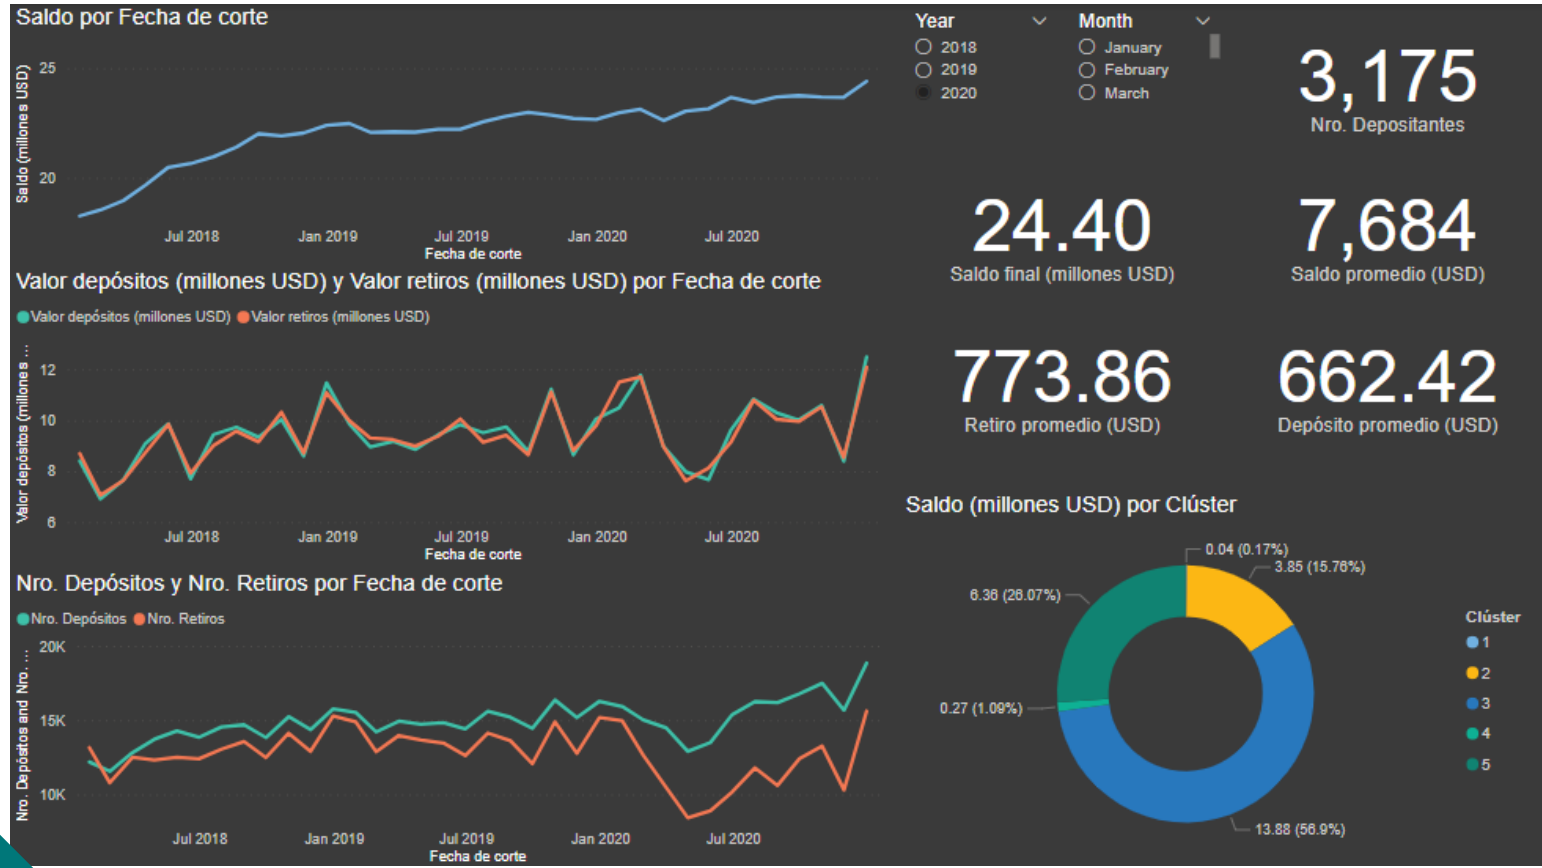 Saldo por Fecha de corte
Saldo (millones USD)
25
20
Jul 2018
Jan 2019
Jul 2019
Jan 2020
Jul 2020
Fecha de corte
Valor depósitos (millones USD) y Valor retiros (millones USD) por Fecha de corte
Valor depósitos (millones USD)
Valor retiros (millones USD)
Valor depósitos (millones ...
12
10
8
6
Jul 2018
Jan 2019
Jul 2019
Jan 2020
Jul 2020
Fecha de corte
Nro. Depósitos y Nro. Retiros por Fecha de corte
Nro. Depósitos
Nro. Retiros
Nro. Depósitos and Nro. ...
20K
15K
10K
Jul 2018
Jan 2019
Jul 2019
Jan 2020
Jul 2020
Fecha de corte
Year
2018
2019
2020
Month
January
February
March
3,175
Nro. Depositantes
24.40
Saldo final (millones USD)
7,684
Saldo promedio (USD)
773.86
Retiro promedio (USD)
662.42
Depósito promedio (USD)
Saldo (millones USD) por Clúster
0.04 (0.17%)
3.85 (15.76%)
6.36 (26.07%)
0.27 (1.09%)
13.88 (56.9%)
Clúster
1
2
3
4
5